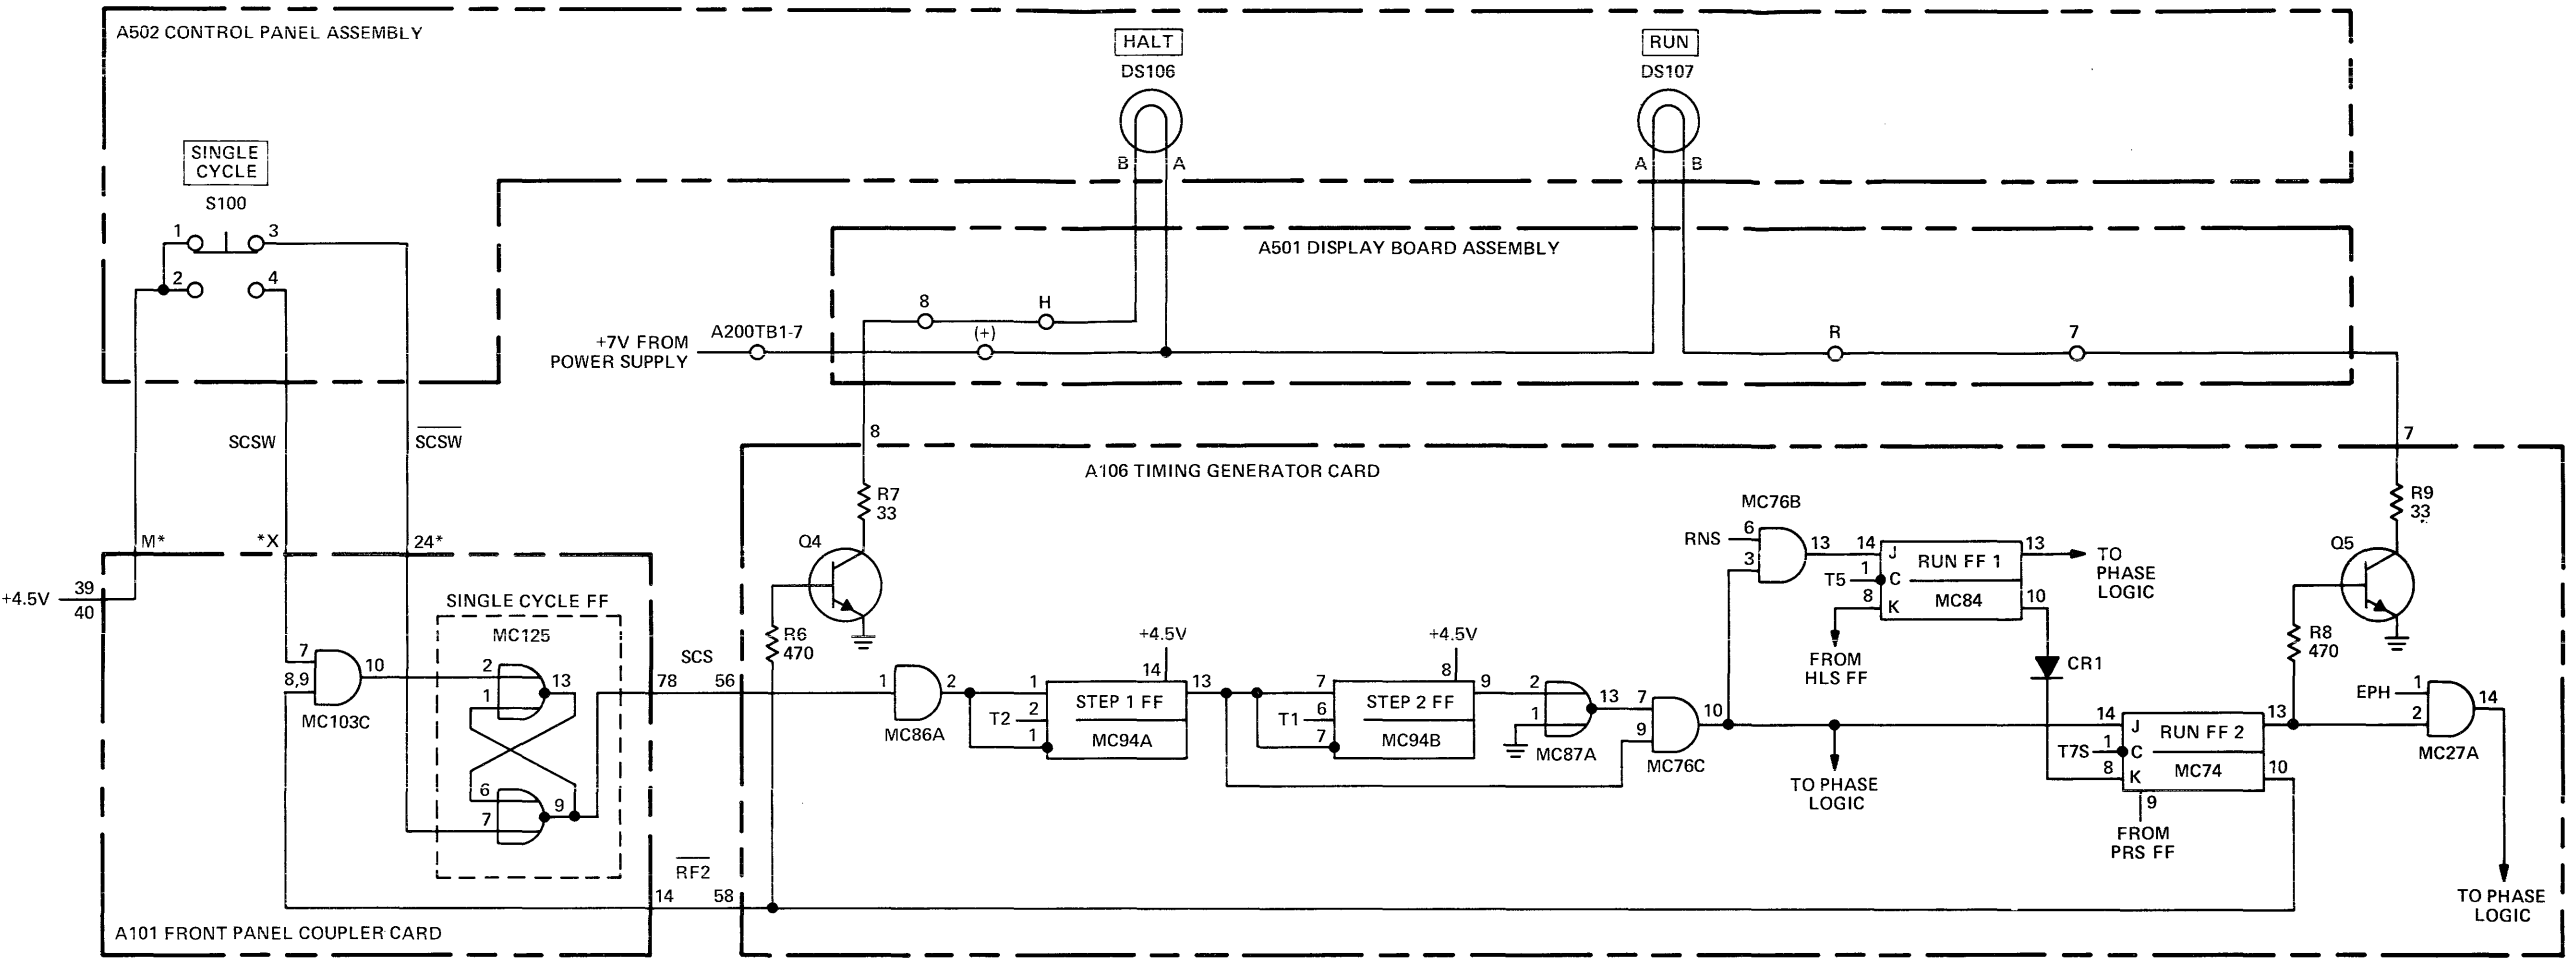 A502 CONTROL PANEL ASSEMBLY
HALT
DS106
B
A
RUN
DS107
A
B
SINGLE
CYCLE
S100
1
3
2
4
A501 DISPLAY BOARD ASSEMBLY
8
H
+7V FROM
POWER SUPPLY
A200TB1-7
(+)
R
7
SCSW
SCSW
8
7
A106 TIMING GENERATOR CARD
M*
*X
24*
+4.5V
39
40
SINGLE CYCLE FF
MC125
7
8,9
10
MC103C
2
1
13
6
7
9
SCS
78
56
RF2
14
58
A101 FRONT PANEL COUPLER CARD
R7
33
Q4
R6
470
1
2
MC86A
+4.5V
14
1
T2
2
1
STEP 1 FF
MC94A
13
+4.5V
8
7
T1
6
7
STEP 2 FF
MC94B
9
2
1
13
MC87A
7
9
10
MC76C
MC76B
RNS
6
3
13
14
J
T5
1
C
8
K
RUN FF 1
MC84
13
10
TO
PHASE
LOGIC
FROM
HLS FF
CR1
TO PHASE
LOGIC
14
J
T7S
1
C
8
K
RUN FF 2
MC74
13
10
9
FROM
PRS FF
R9
33
Q5
R8
470
EPH
1
2
14
MC27A
TO PHASE
LOGIC